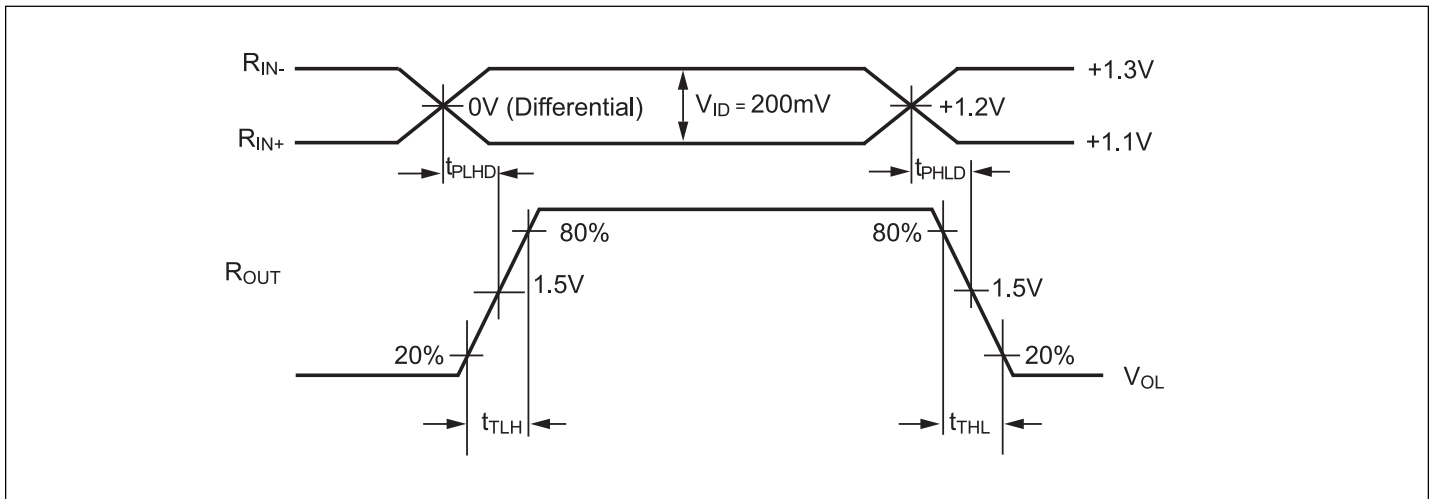 R_IN- +1.3V
0V (Differential) V_ID = 200mV +1.2V
R_IN+ +1.1V
t_PLHD t_PHLD
80% 80%
R_OUT 1.5V 1.5V
20% 20%
V_OL
t_TLH t_THL